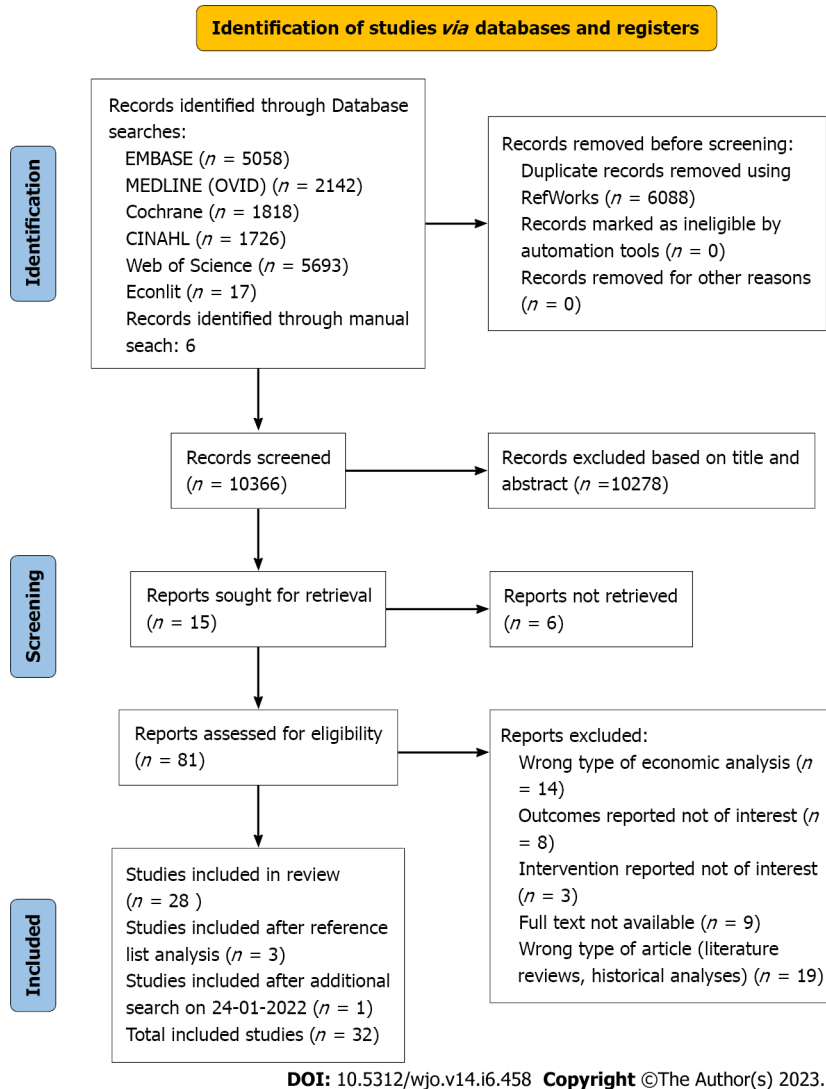 Identification of studies via databases and registers
Identification
Records identified through Database
searches:
EMBASE (n = 5058)
MEDLINE (OVID) (n = 2142)
Cochrane (n = 1818)
CINAHL (n = 1726)
Web of Science (n = 5693)
Econlit (n = 17)
Records identified through manual
seach: 6
Records removed before screening:
Duplicate records removed using
RefWorks (n = 6088)
Records marked as ineligible by
automation tools (n = 0)
Records removed for other reasons
(n = 0)
Records screened
(n = 10366)
Records excluded based on title and
abstract (n =10278)
Screening
Reports sought for retrieval
(n = 15)
Reports not retrieved
(n = 6)
Reports assessed for eligibility
(n = 81)
Reports excluded:
Wrong type of economic analysis (n
= 14)
Outcomes reported not of interest (n
= 8)
Intervention reported not of interest
(n = 3)
Full text not available (n = 9)
Wrong type of article (literature
reviews, historical analyses) (n = 19)
Included
Studies included in review
(n = 28 )
Studies included after reference
list analysis (n = 3)
Studies included after additional
search on 24-01-2022 (n = 1)
Total included studies (n = 32)
DOI: 10.5312/wjo.v14.i6.458 Copyright ©The Author(s) 2023.